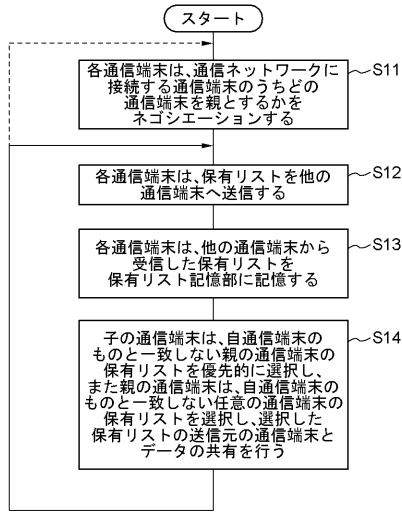 スタート
各通信端末は、通信ネットワークに
接続する通信端末のうちどの
通信端末を親とするかを
ネゴシエーションする
S11
各通信端末は、保有リストを他の
通信端末へ送信する
S12
各通信端末は、他の通信端末から
受信した保有リストを
保有リスト記憶部に記憶する
S13
子の通信端末は、自通信端末の
ものと一致しない親の通信端末の
保有リストを優先的に選択し、
また親の通信端末は、自通信端末の
ものと一致しない任意の通信端末の
保有リストを選択し、選択した
保有リストの送信元の通信端末と
データの共有を行う
S14